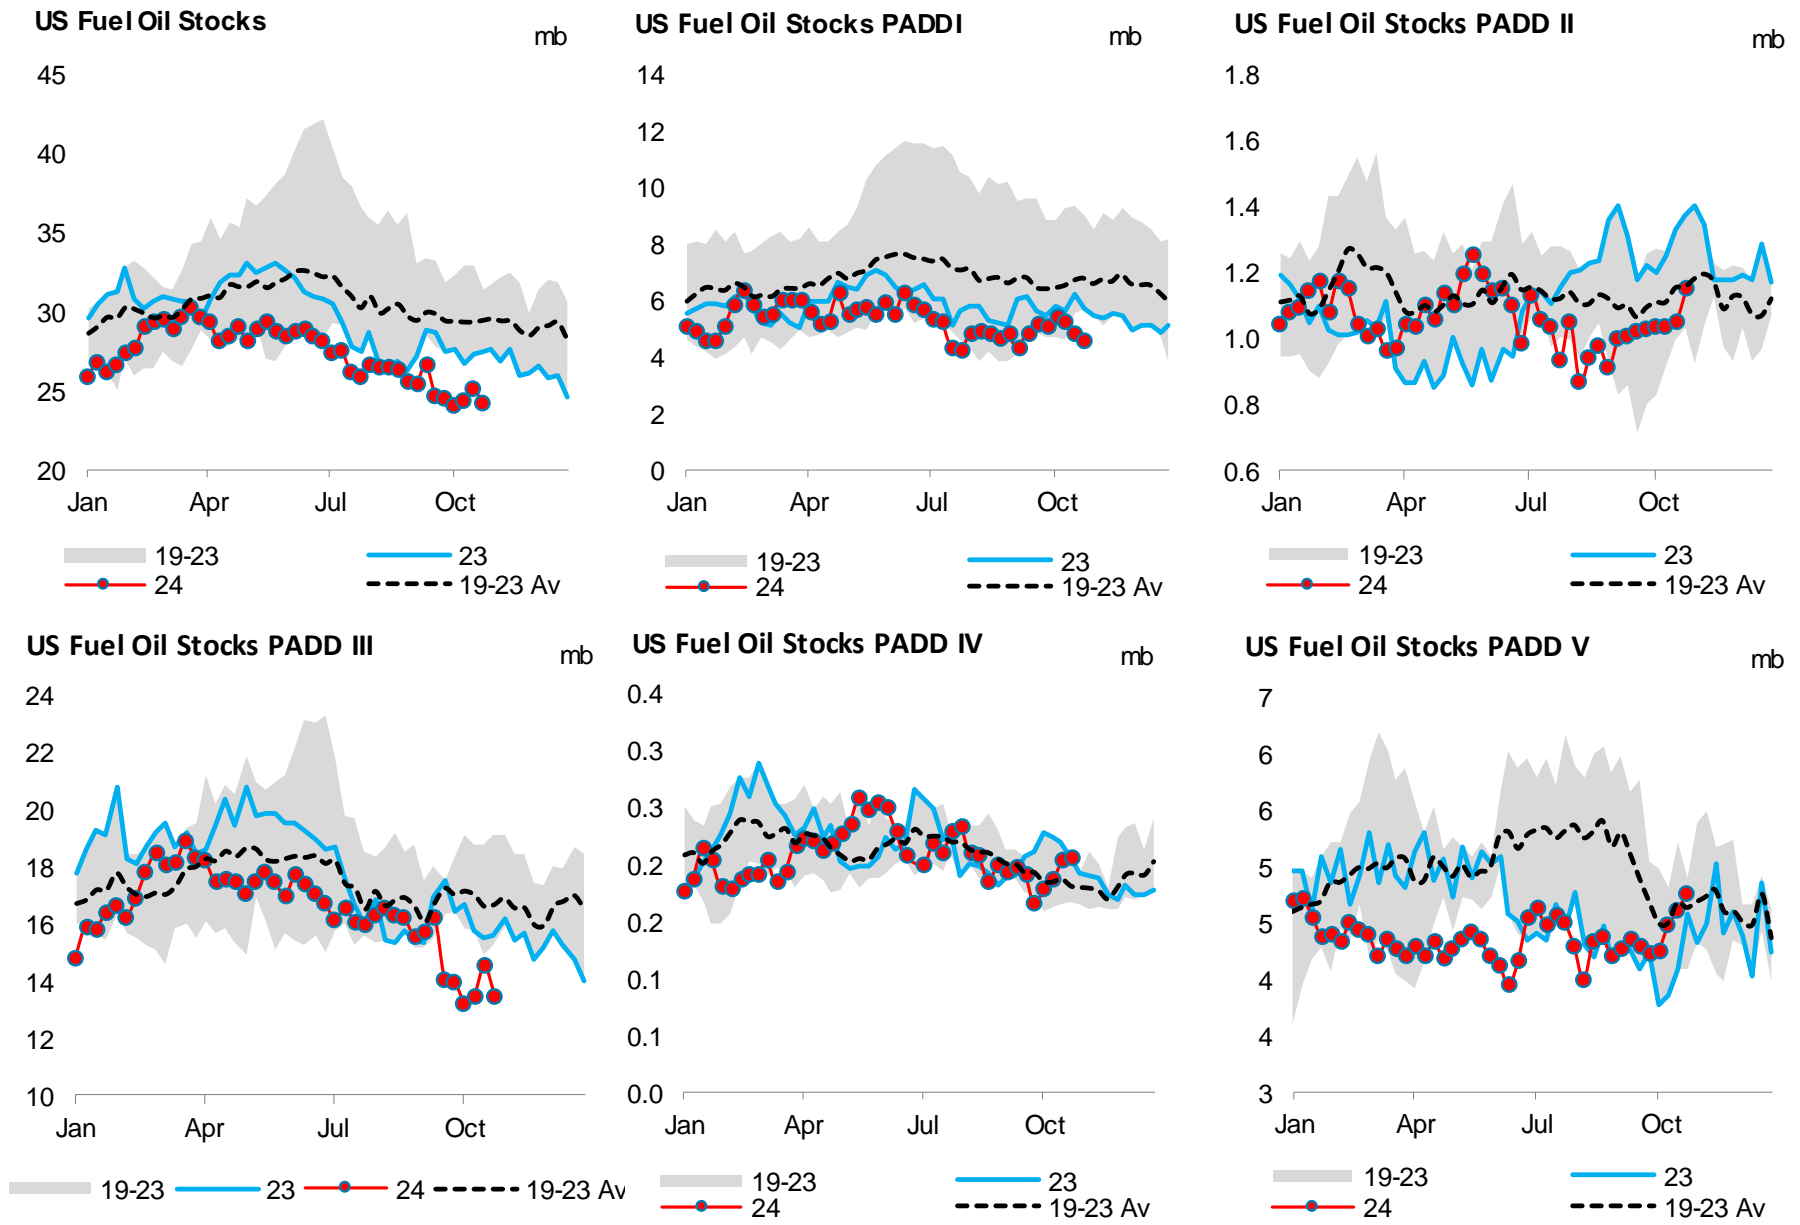 US Fuel Oil Stocks
mb
45
40
35
30
25
20
Jan Apr Jul Oct
19-23 23
24 19-23 Av
US Fuel Oil Stocks PADDI
mb
14
12
10
8
6
4
2
0
Jan Apr Jul Oct
19-23 23
24 19-23 Av
US Fuel Oil Stocks PADD II
mb
1.8
1.6
1.4
1.2
1.0
0.8
0.6
Jan Apr Jul Oct
19-23 23
24 19-23 Av
US Fuel Oil Stocks PADD III
mb
24
22
20
18
16
14
12
10
Jan Apr Jul Oct
19-23 23 24 19-23 Av
US Fuel Oil Stocks PADD IV
mb
0.4
0.3
0.3
0.2
0.2
0.1
0.1
0.0
Jan Apr Jul Oct
19-23 23
24 19-23 Av
US Fuel Oil Stocks PADD V
mb
7
6
6
5
5
4
4
3
Jan Apr Jul Oct
19-23 23
24 19-23 Av